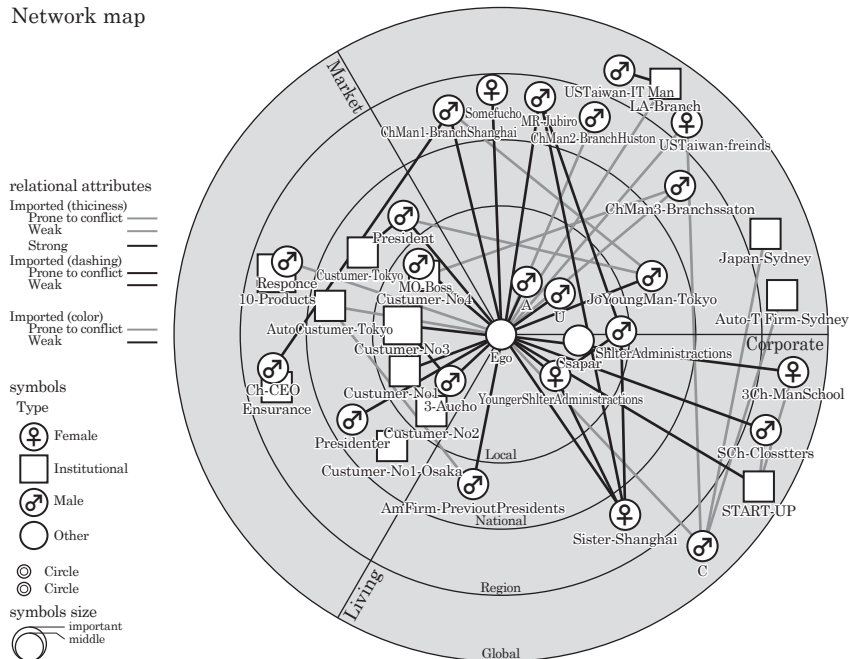 Network map
relational attributes
Imported (thiciness)
Prone to conflict
Weak
Strong
Imported (dashing)
Prone to conflict
Weak
Imported (color)
Prone to conflict
Weak
symbols
Type
Female
Institutional
Male
Other
Circle
Circle
symbols size
important
middle
Market
Corporate
Living
Local
National
Region
Global
USTaiwan-IT Man
LA-Branch
Somefucho
MR-Jubiro
ChMan1-BranchShanghai
ChMan2-BranchHuston
USTaiwan-freinds
ChMan3-Branchssaton
President
Custumer-Tokyo
MO-Boss
Custumer-No4
Responce
10-Products
AutoCustumer-Tokyo
A
U
JoYoungMan-Tokyo
Japan-Sydney
Auto-T Firm-Sydney
Custumer-No3
Ego
Csapar
ShlterAdministractions
Ch-CEO
Ensurance
Custumer-No1
3-Aucho
YoungerShlterAdministractions
3Ch-ManSchool
Presidenter
Custumer-No2
SCh-Closstters
Custumer-No1-Osaka
AmFirm-PrevioutPresidents
START-UP
Sister-Shanghai
C